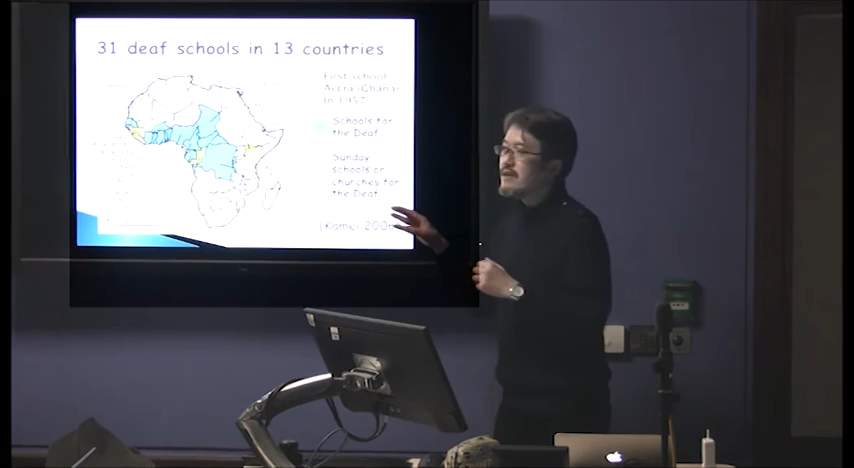 31 deaf schools in 13 countries
First school
Accra (Ghana)
In 1957
Schools for
the Deaf
Sunday
schools or
churches for
the Deaf
(Kamei